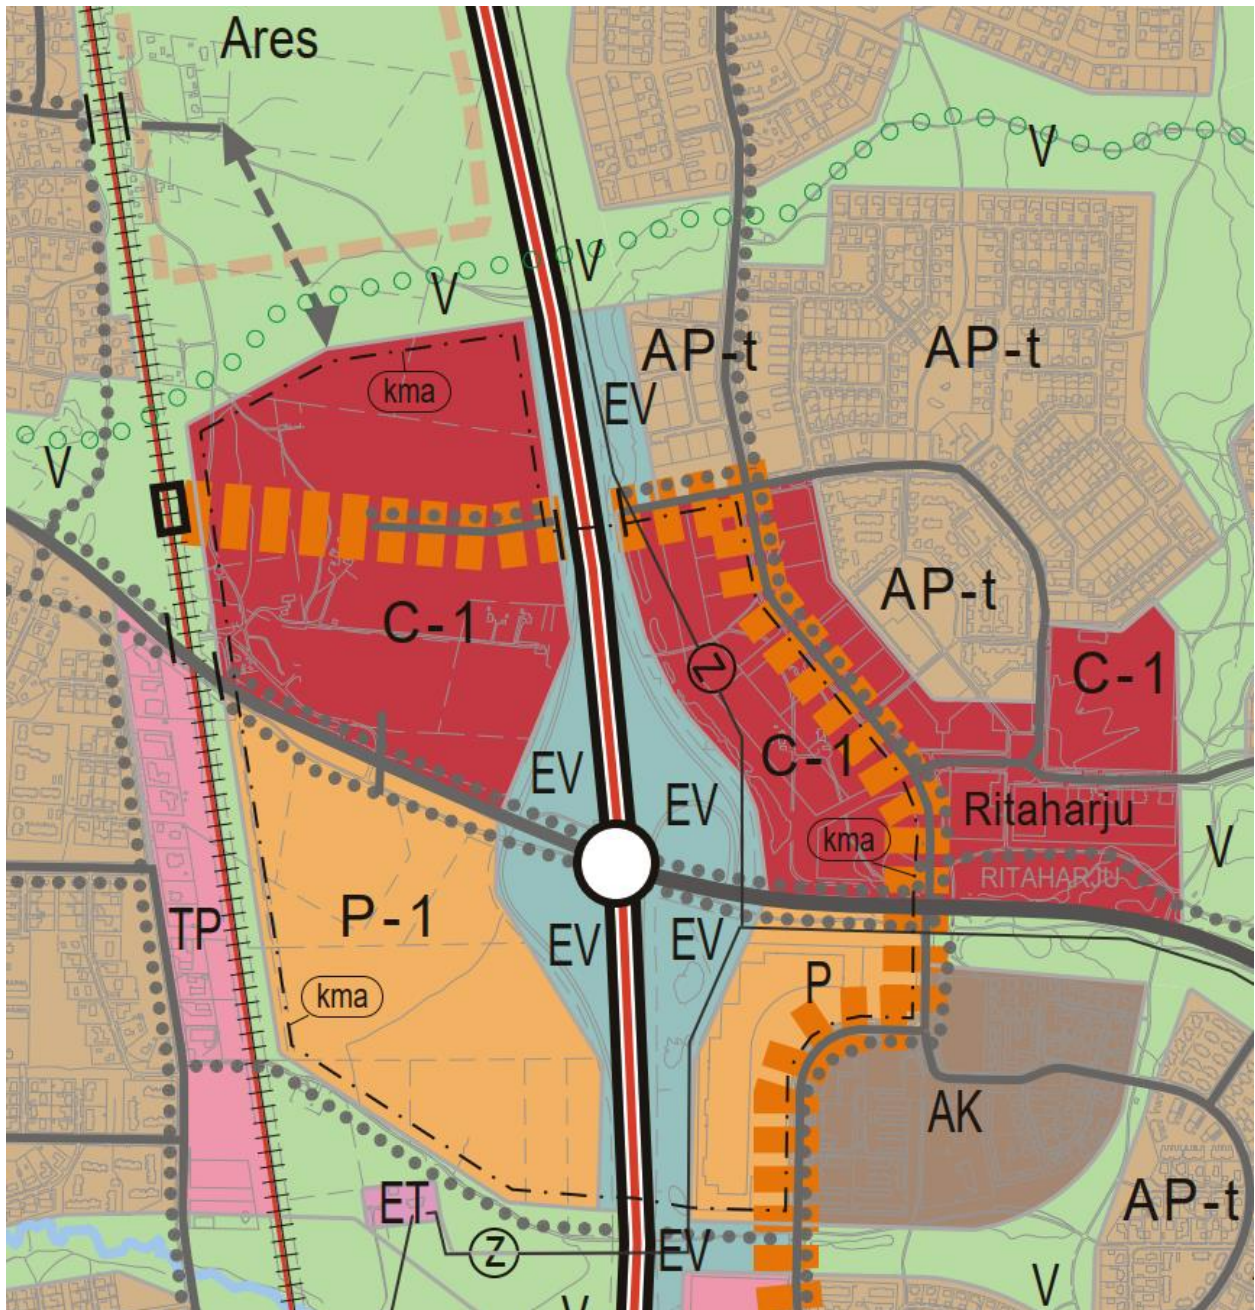 Ares
V
V
V
AP-t
AP-t
kma
EV
V
AP-t
C-1
C-1
Z
C-1
EV
EV
Ritaharju
kma
V
RITAHARJU
P-1
TP
EV
EV
P
kma
AK
ET
AP-t
Z
EV
V
V